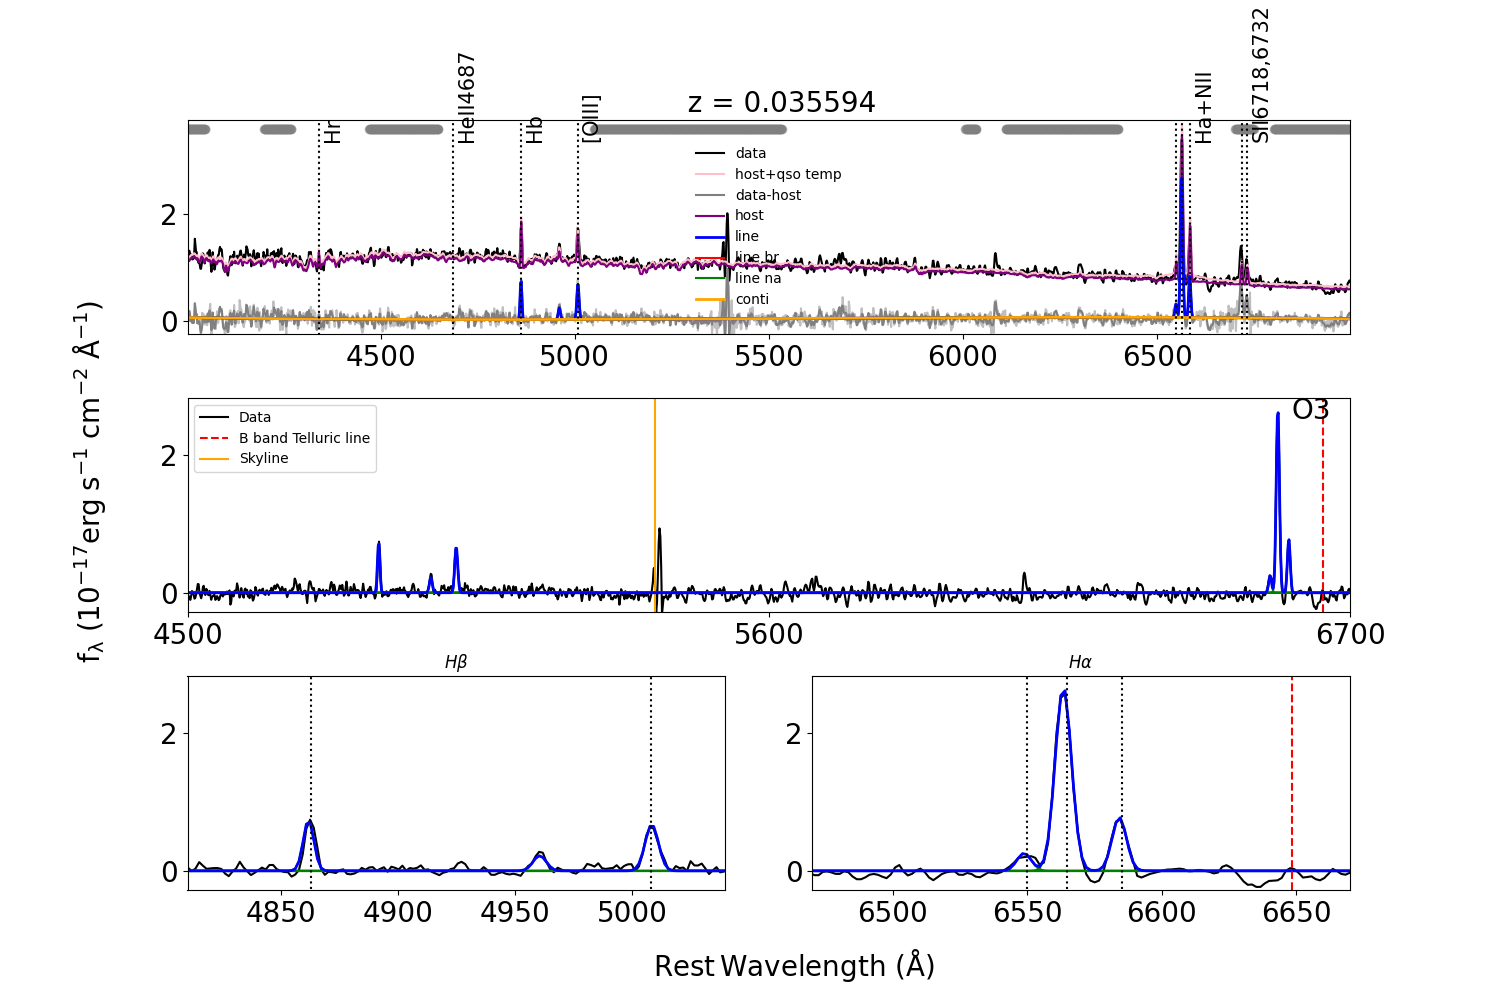 z = 0.035594
Hr
HeII4687
Hb
[OIII]
Ha+NII
SII6718,6732
data
host+qso temp
data-host
host
line
line br
line na
conti
2
0
4500
5000
5500
6000
6500
f_λ (10⁻¹⁷erg s⁻¹ cm⁻² Å⁻¹)
Data
B band Telluric line
Skyline
O3
2
0
4500
5600
6700
Hβ
2
0
4850
4900
4950
5000
Hα
2
0
6500
6550
6600
6650
Rest Wavelength (Å)